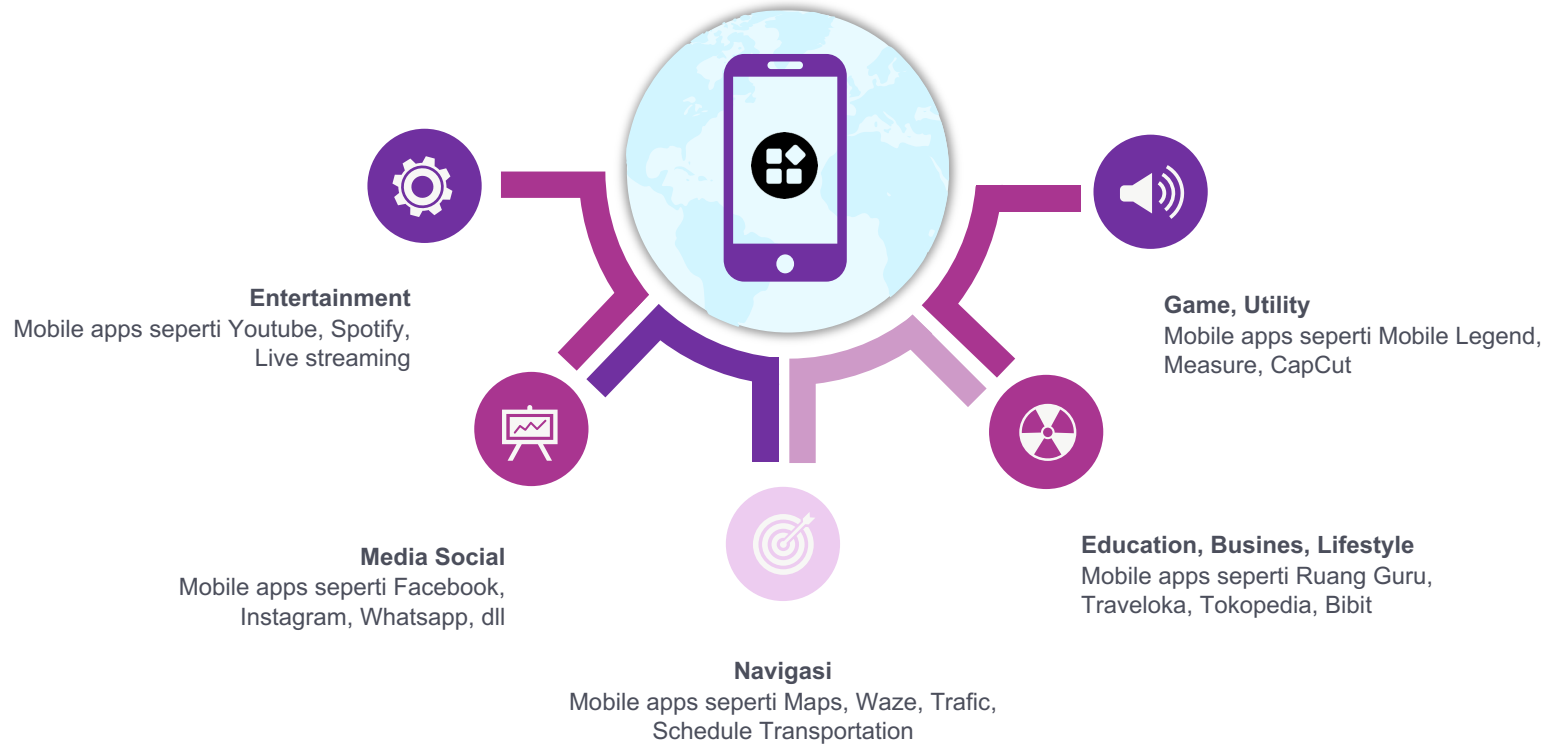 Entertainment
Mobile apps seperti Youtube, Spotify,
Live streaming
Media Social
Mobile apps seperti Facebook,
Instagram, Whatsapp, dll
Navigasi
Mobile apps seperti Maps, Waze, Trafic,
Schedule Transportation
Education, Busines, Lifestyle
Mobile apps seperti Ruang Guru,
Traveloka, Tokopedia, Bibit
Game, Utility
Mobile apps seperti Mobile Legend,
Measure, CapCut